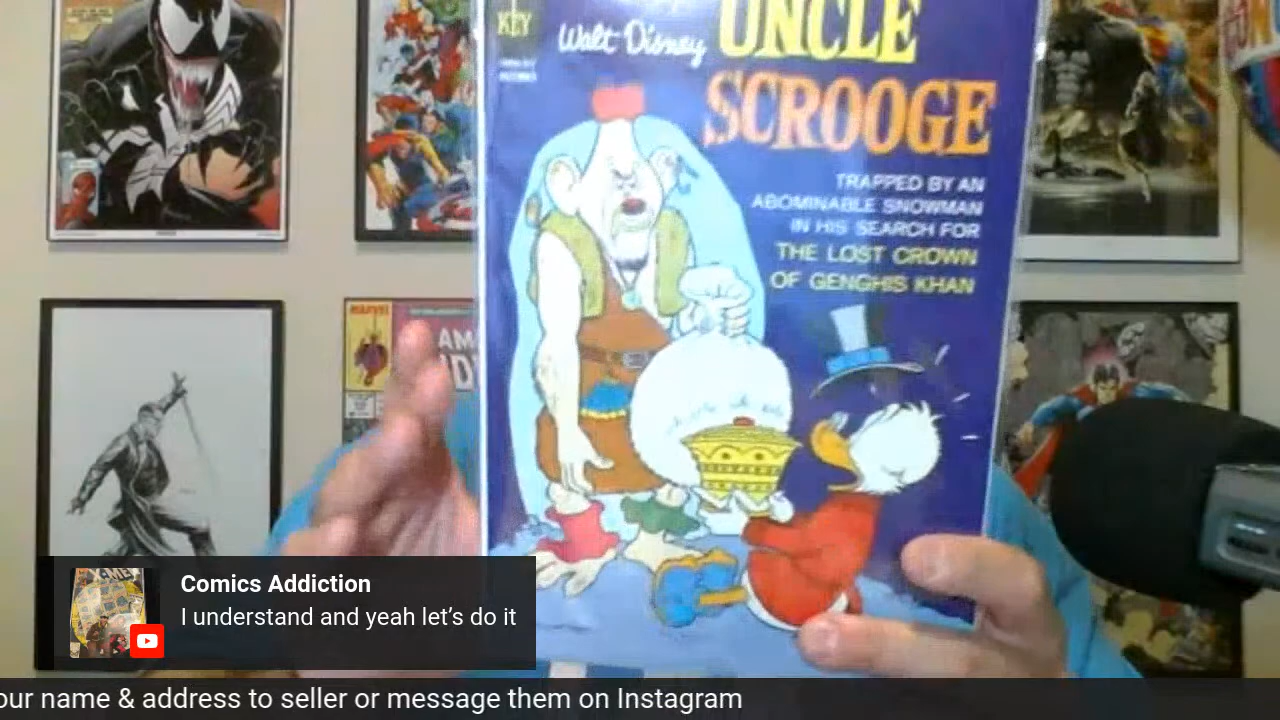 KEY
Walt Disney
UNCLE
SCROOGE
TRAPPED BY AN
ABOMINABLE SNOWMAN
IN HIS SEARCH FOR
THE LOST CROWN
OF GENGHIS KHAN
MARVEL
AM
Comics Addiction
I understand and yeah let’s do it
our name & address to seller or message them on Instagram